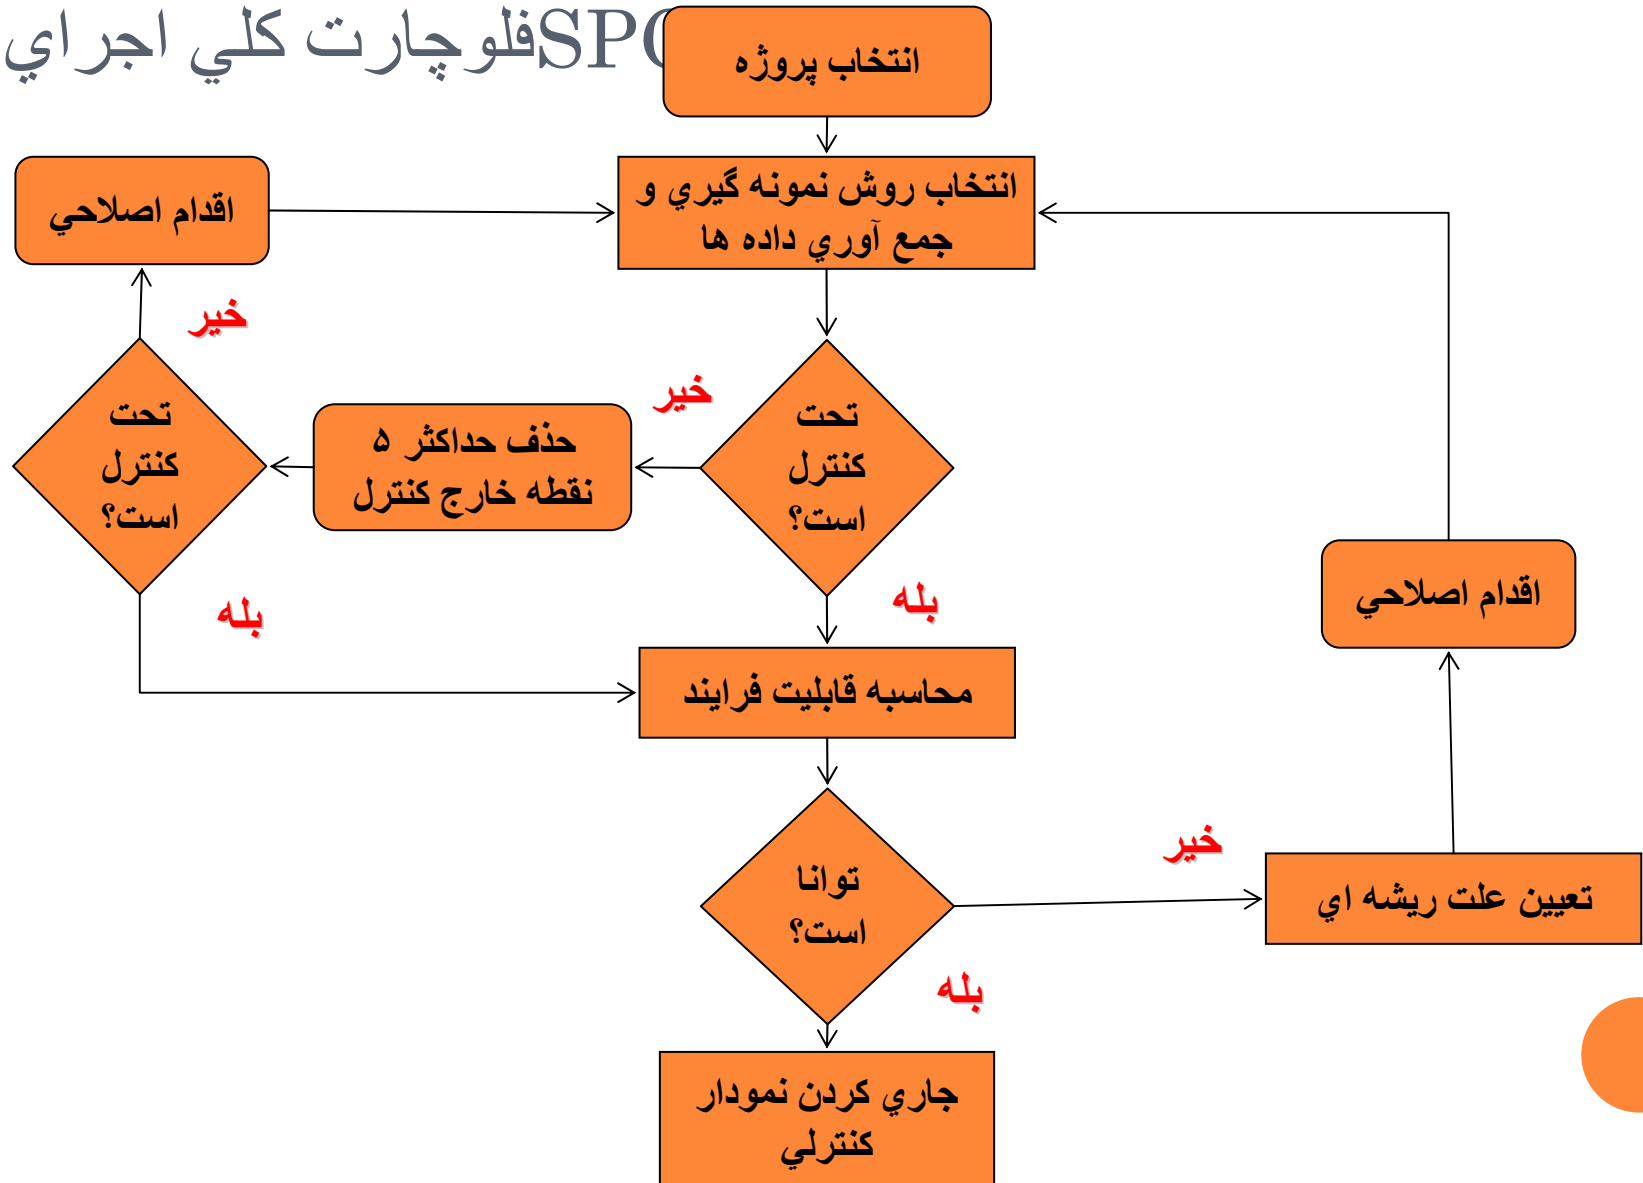 فلوچارت كلي اجراي SPC
انتخاب پروژه
انتخاب روش نمونه گيري و
جمع آوري داده ها
اقدام اصلاحي
خير
تحت
كنترل
است؟
خير
حذف حداكثر ۵
نقطه خارج كنترل
تحت
كنترل
است؟
بله
بله
اقدام اصلاحي
محاسبه قابليت فرايند
توانا
است؟
خير
تعيين علت ريشه اي
بله
جاري كردن نمودار
كنترلي